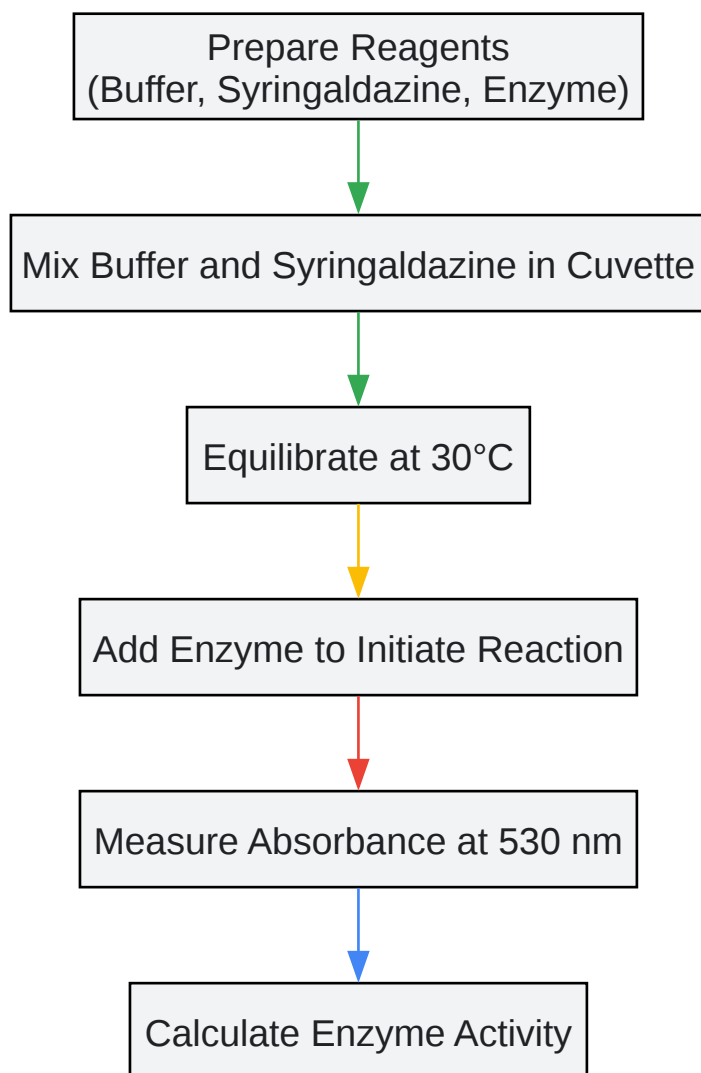 Prepare Reagents
(Buffer, Syringaldazine, Enzyme)
Mix Buffer and Syringaldazine in Cuvette
Equilibrate at 30°C
Add Enzyme to Initiate Reaction
Measure Absorbance at 530 nm
Calculate Enzyme Activity